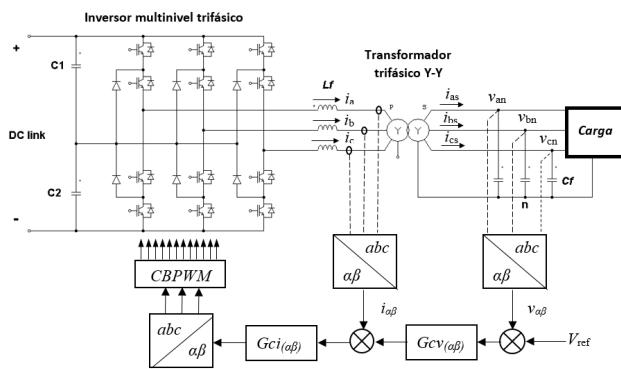 Inversor multinivel trifásico
+
C1
DC link
C2
-
Lf
ia
ib
ic
Transformador
trifásico Y-Y
P
S
Y
Y
ias
ibs
ics
van
vbn
vcn
Carga
Cf
n
CBPWM
abc
αβ
abc
αβ
abc
αβ
iαβ
vαβ
Gci(αβ)
Gcv(αβ)
Vref